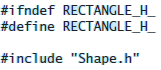 #ifndef RECTANGLE_H_
#define RECTANGLE_H_
#include "Shape.h"